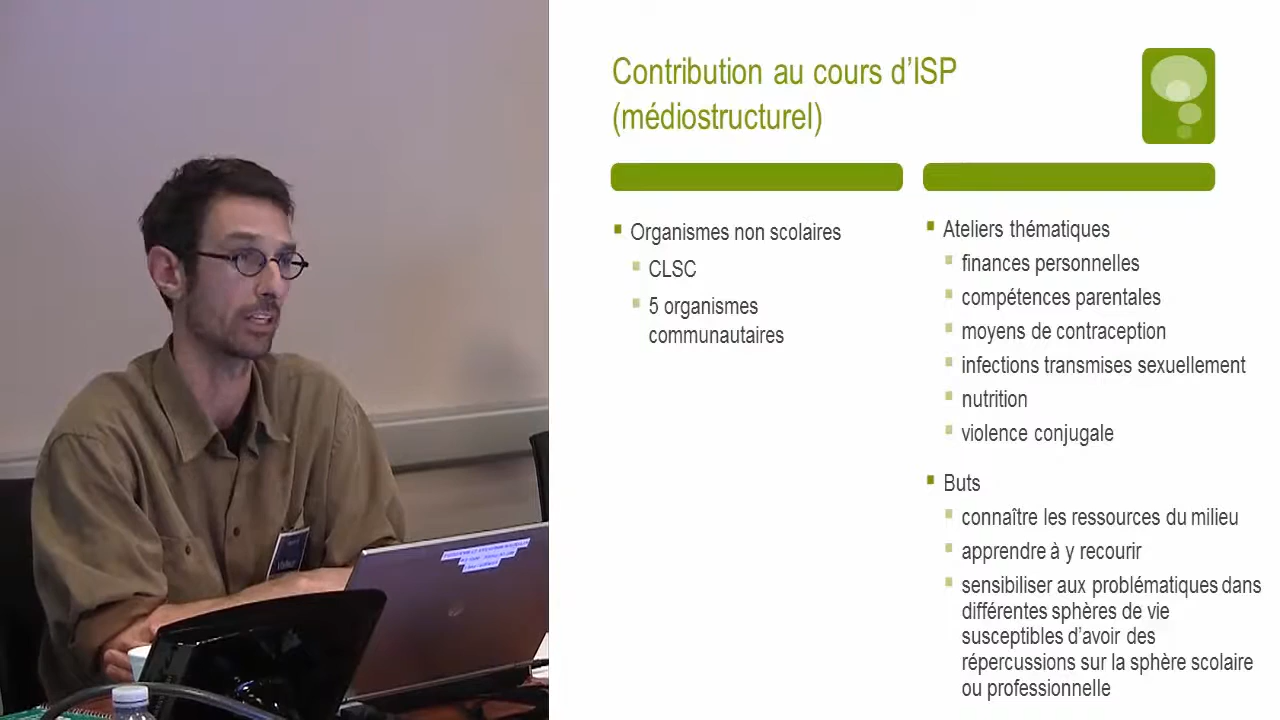 Contribution au cours d’ISP
(médiostructurel)
Organismes non scolaires
CLSC
5 organismes
communautaires
Ateliers thématiques
finances personnelles
compétences parentales
moyens de contraception
infections transmises sexuellement
nutrition
violence conjugale
Buts
connaître les ressources du milieu
apprendre à y recourir
sensibiliser aux problématiques dans
différentes sphères de vie
susceptibles d’avoir des
répercussions sur la sphère scolaire
ou professionnelle